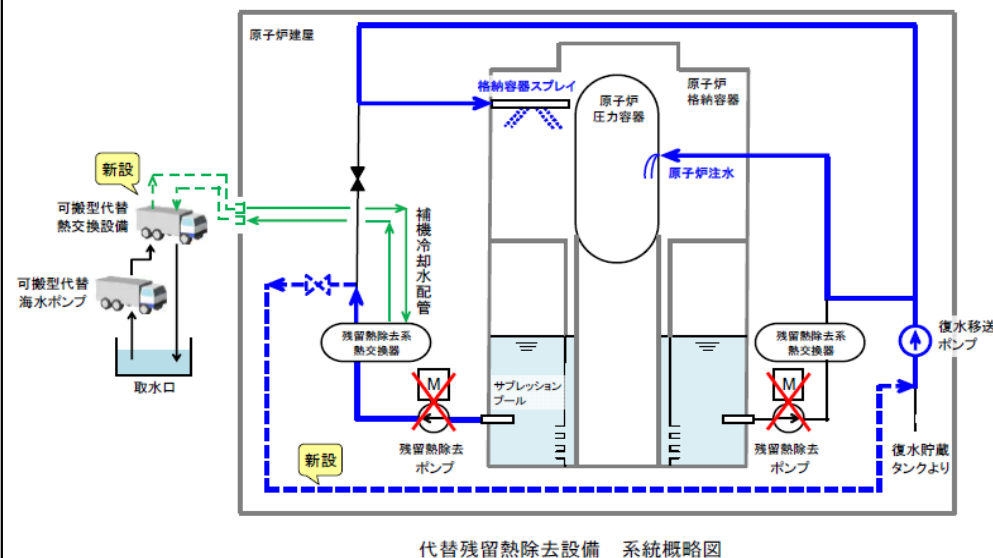 原子炉建屋
格納容器スプレイ
原子炉
圧力容器
原子炉
格納容器
新設
可搬型代替
熱交換設備
原子炉注水
補機冷却水配管
可搬型代替
海水ポンプ
残留熱除去系
熱交換器
残留熱除去系
熱交換器
復水移送
ポンプ
取水口
M
サプレッション
プール
M
残留熱除去
ポンプ
残留熱除去
ポンプ
復水貯蔵
タンクより
新設
代替残留熱除去設備 系統概略図